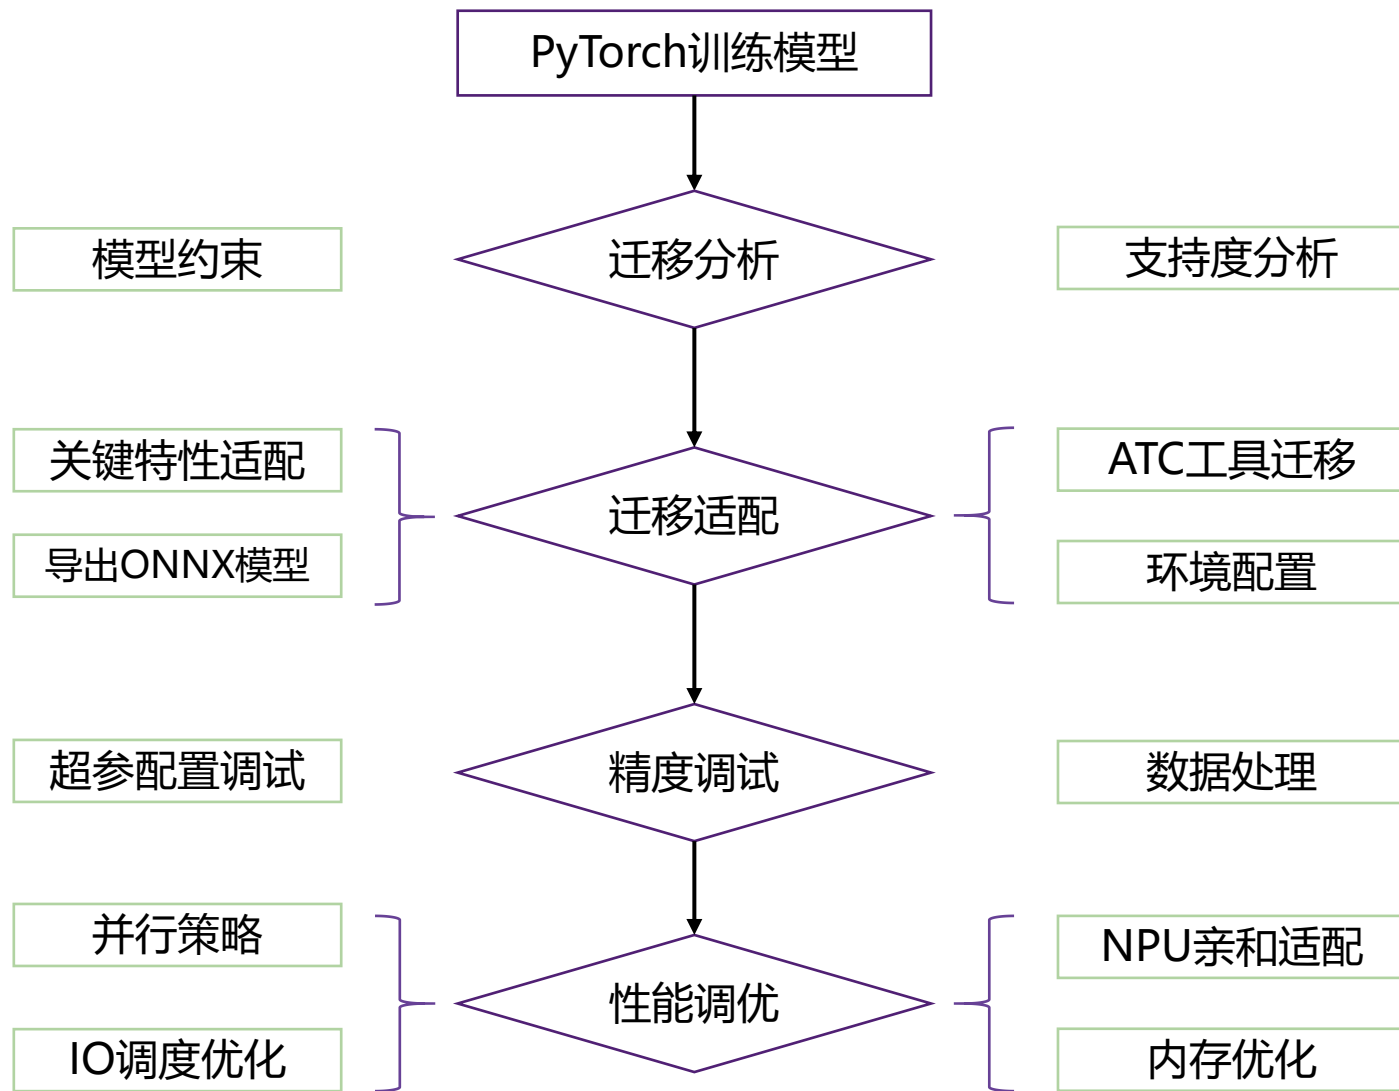 PyTorch训练模型
模型约束
迁移分析
支持度分析
关键特性适配
导出ONNX模型
迁移适配
ATC工具迁移
环境配置
超参配置调试
精度调试
数据处理
并行策略
IO调度优化
性能调优
NPU亲和适配
内存优化